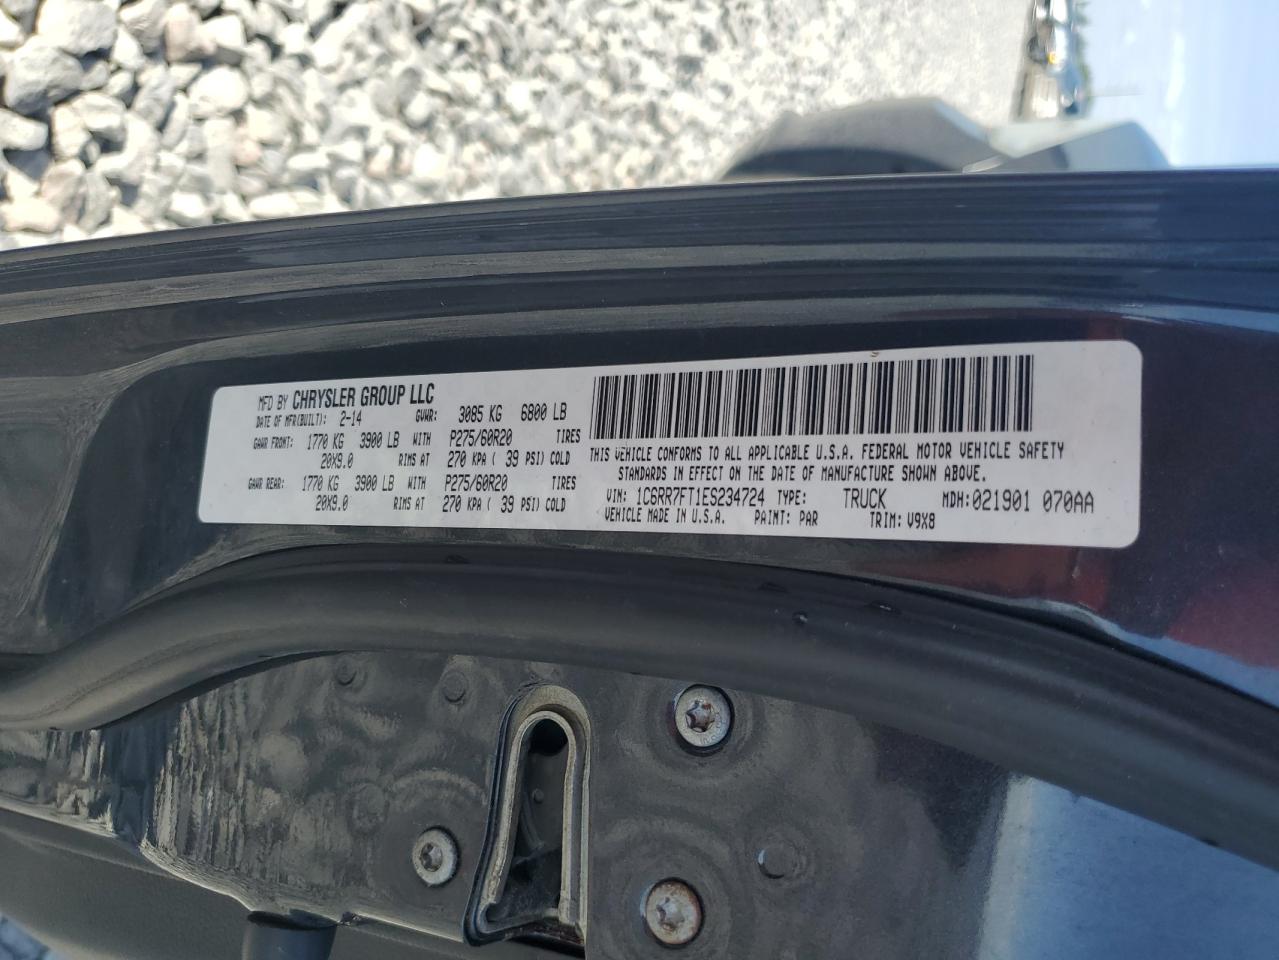 MFD BY CHRYSLER GROUP LLC
DATE OF MFR(BUILT): 2-14 GVWR: 3085 KG 6800 LB
GAWR FRONT: 1770 KG 3900 LB WITH P275/60R20 TIRES
20X9.0 RIMS AT 270 KPA ( 39 PSI) COLD
GAWR REAR: 1770 KG 3900 LB WITH P275/60R20 TIRES
20X9.0 RIMS AT 270 KPA ( 39 PSI) COLD
THIS VEHICLE CONFORMS TO ALL APPLICABLE U.S.A. FEDERAL MOTOR VEHICLE SAFETY
STANDARDS IN EFFECT ON THE DATE OF MANUFACTURE SHOWN ABOVE.
VIN: 1C6RR7FT1ES234724 TYPE: TRUCK MDH:021901 070AA
VEHICLE MADE IN U.S.A. PAINT: PAR TRIM: V9X8